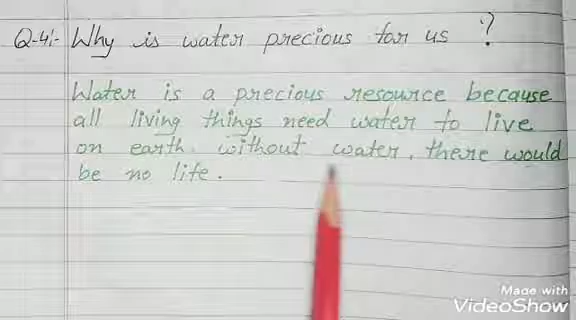 Q-4:- Why is water precious for us ?
Water is a precious resource because
all living things need water to live
on earth. without water, there would
be no life.
Made with
VideoShow